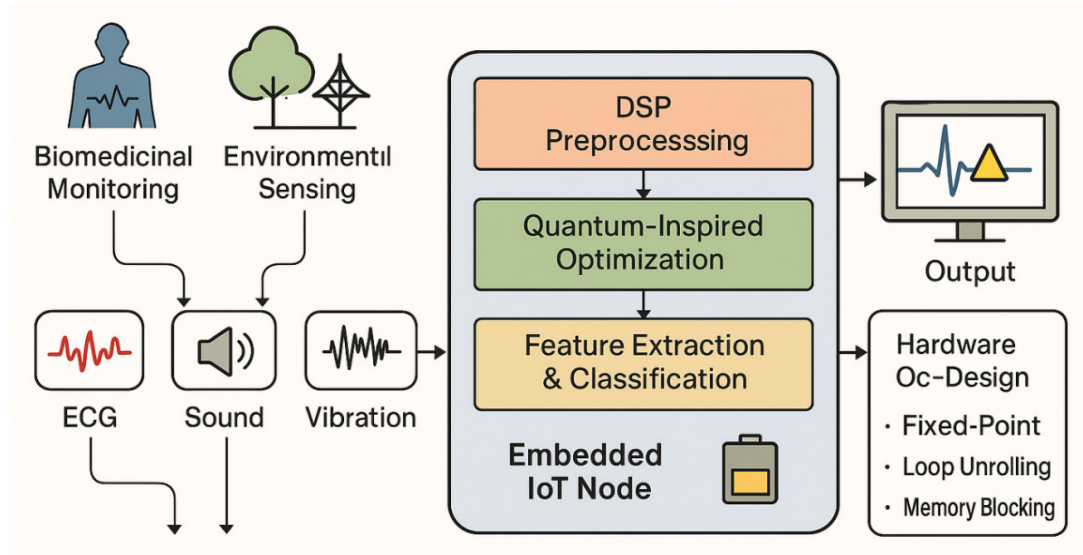 Biomedicinal
Monitoring
Environmentıl
Sensing
ECG
Sound
Vibration
DSP
Preprocesssing
Quantum-Inspired
Optimization
Feature Extraction
& Classification
Embedded
IoT Node
Output
Hardware
Oc-Design
· Fixed-Point
· Loop Unrolling
· Memory Blocking